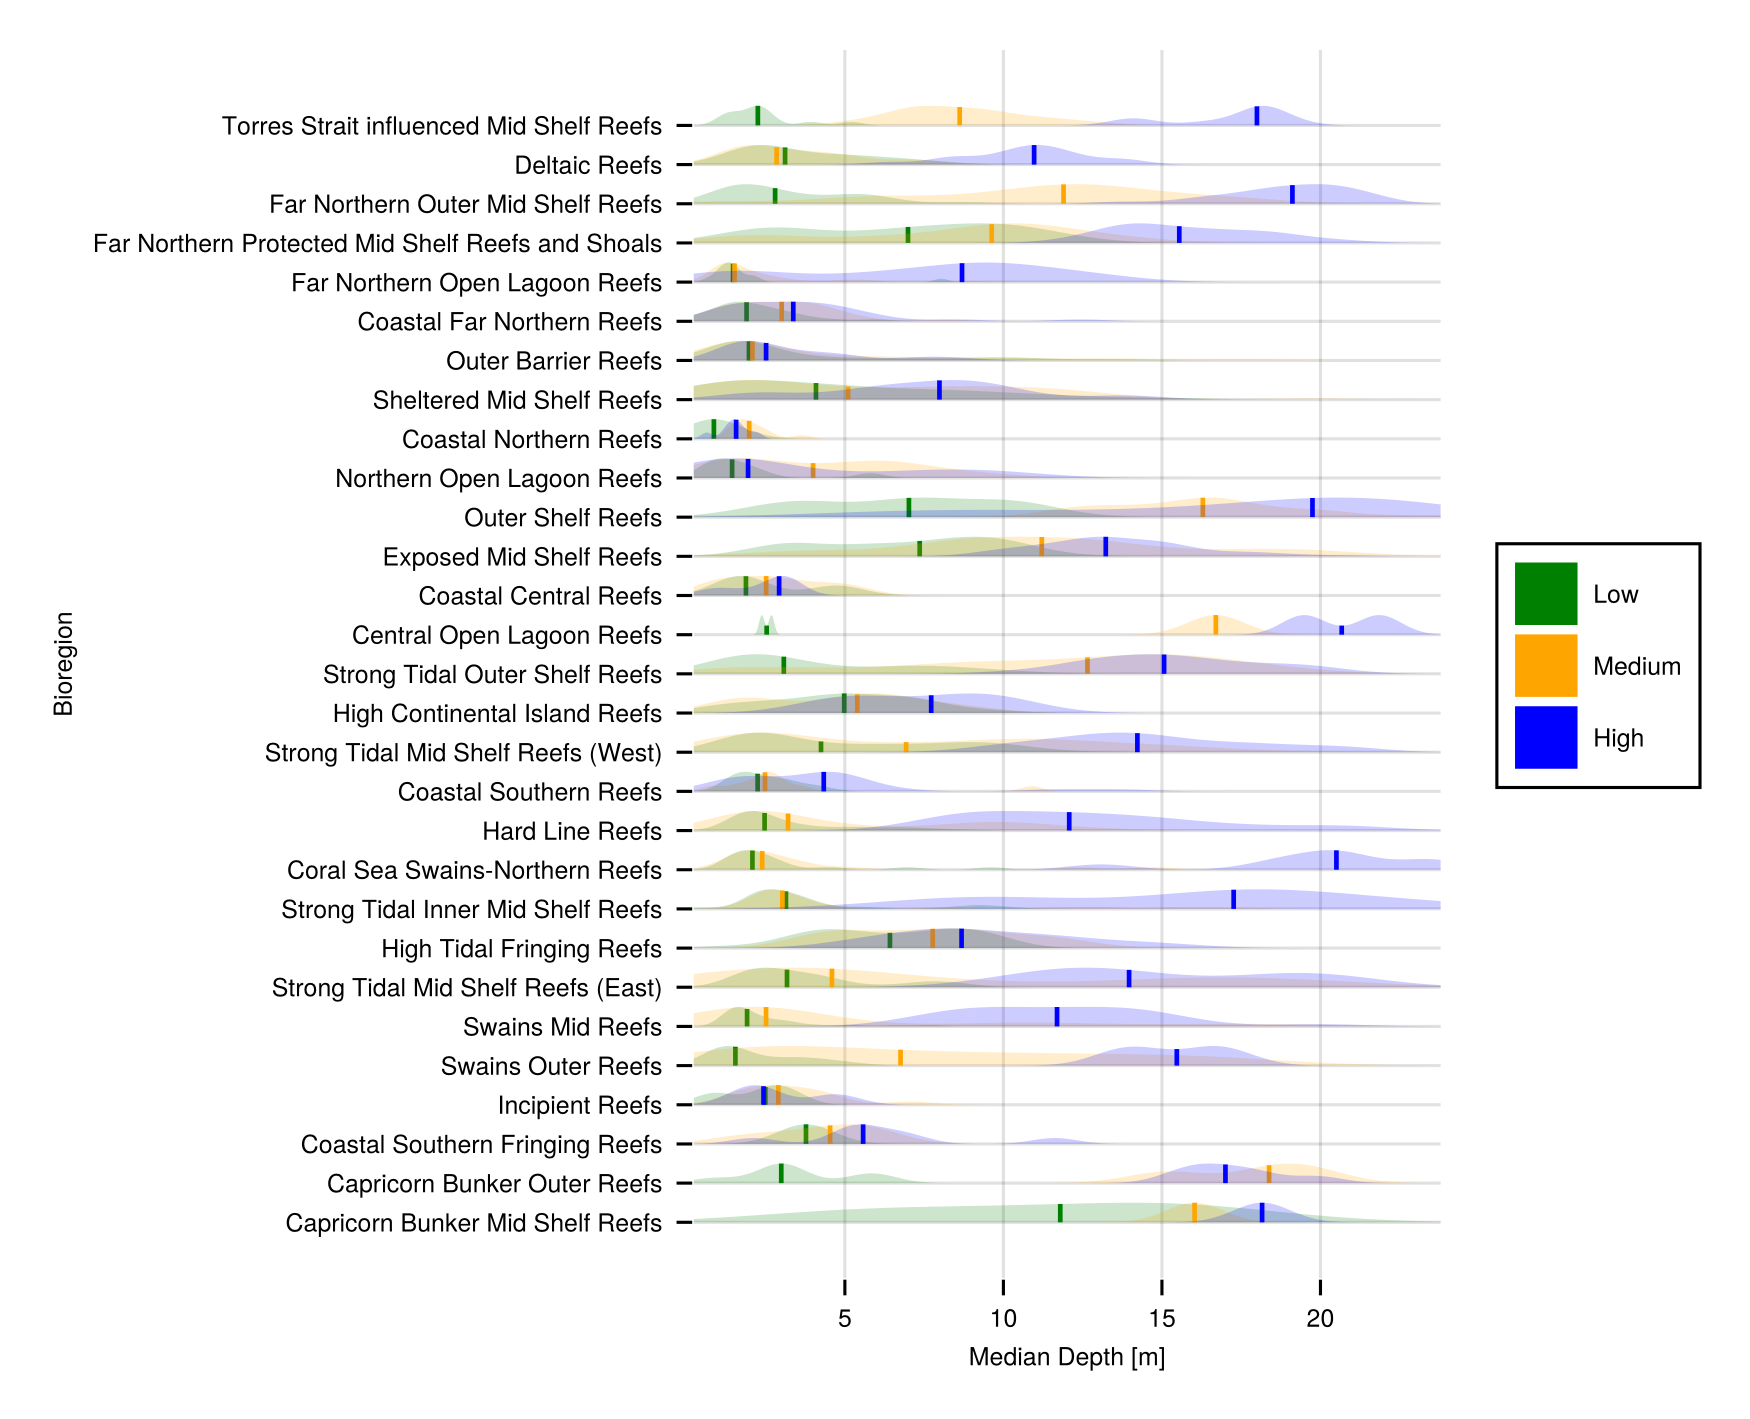 Torres Strait influenced Mid Shelf Reefs
Deltaic Reefs
Far Northern Outer Mid Shelf Reefs
Far Northern Protected Mid Shelf Reefs and Shoals
Far Northern Open Lagoon Reefs
Coastal Far Northern Reefs
Outer Barrier Reefs
Sheltered Mid Shelf Reefs
Coastal Northern Reefs
Northern Open Lagoon Reefs
Outer Shelf Reefs
Exposed Mid Shelf Reefs
Coastal Central Reefs
Central Open Lagoon Reefs
Strong Tidal Outer Shelf Reefs
High Continental Island Reefs
Strong Tidal Mid Shelf Reefs (West)
Coastal Southern Reefs
Hard Line Reefs
Coral Sea Swains-Northern Reefs
Strong Tidal Inner Mid Shelf Reefs
High Tidal Fringing Reefs
Strong Tidal Mid Shelf Reefs (East)
Swains Mid Reefs
Swains Outer Reefs
Incipient Reefs
Coastal Southern Fringing Reefs
Capricorn Bunker Outer Reefs
Capricorn Bunker Mid Shelf Reefs
Bioregion
5 10 15 20
Median Depth [m]
Low
Medium
High